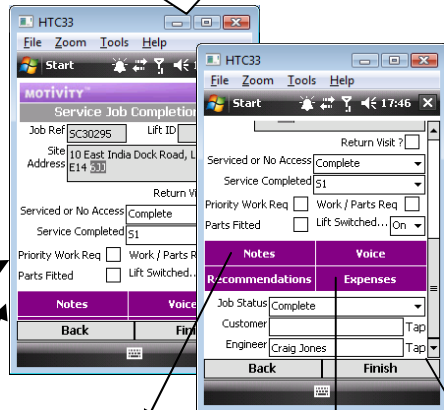 HTC33
File Zoom Tools Help
Start
MOTIVITY™
Service Job Completion
Job Ref SC30295 Lift ID
Site Address 10 East India Dock Road, L
E14 6JJ
Return Vi
Serviced or No Access Complete
Service Completed S1
Priority Work Req Work / Parts R
Parts Fitted Lift Switched..
Notes Voice
Back Fin
HTC33
File Zoom Tools Help
Start 17:46
Return Visit ?
Serviced or No Access Complete
Service Completed S1
Priority Work Req Work / Parts Req
Parts Fitted Lift Switched... On
Notes Voice
Recommendations Expenses
Job Status Complete
Customer Tap
Engineer Craig Jones Tap
Back Finish